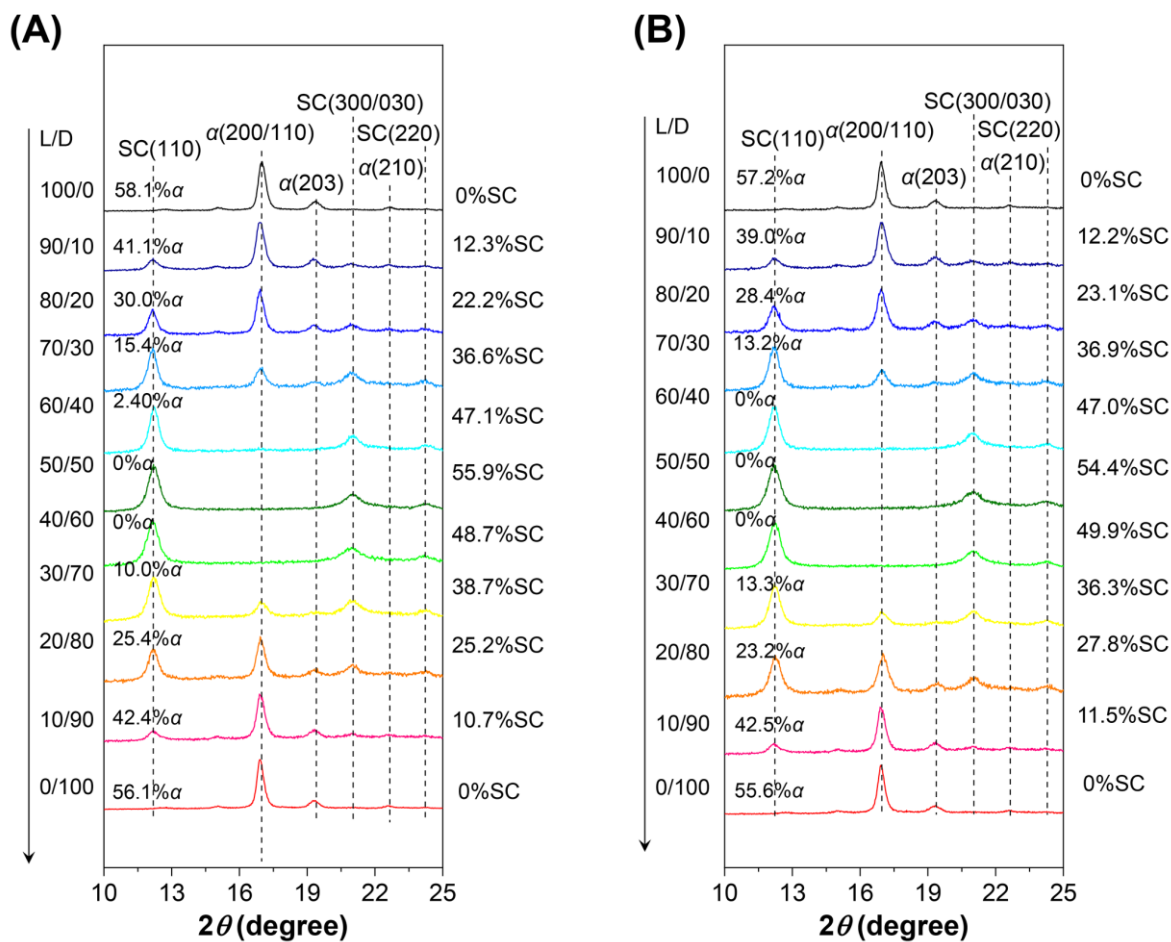 (A)
SC(300/030)
L/D
α(200/110)
SC(220)
SC(110)
α(203)
α(210)
100/0
58.1%α
0%SC
90/10
41.1%α
12.3%SC
80/20
30.0%α
22.2%SC
70/30
15.4%α
36.6%SC
60/40
2.40%α
47.1%SC
50/50
0%α
55.9%SC
40/60
0%α
48.7%SC
30/70
10.0%α
38.7%SC
20/80
25.4%α
25.2%SC
10/90
42.4%α
10.7%SC
0/100
56.1%α
0%SC
10 13 16 19 22 25
2θ (degree)
(B)
SC(300/030)
L/D
α(200/110)
SC(220)
SC(110)
α(203)
α(210)
100/0
57.2%α
0%SC
90/10
39.0%α
12.2%SC
80/20
28.4%α
23.1%SC
70/30
13.2%α
36.9%SC
60/40
0%α
47.0%SC
50/50
0%α
54.4%SC
40/60
0%α
49.9%SC
30/70
13.3%α
36.3%SC
20/80
23.2%α
27.8%SC
10/90
42.5%α
11.5%SC
0/100
55.6%α
0%SC
10 13 16 19 22 25
2θ (degree)